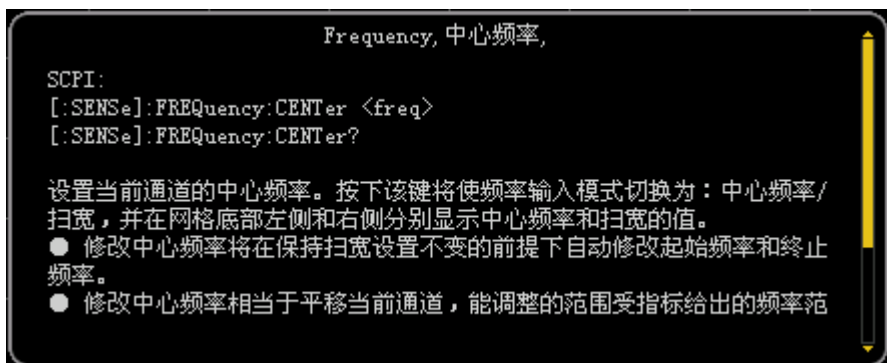 Frequency,中心频率,
SCPI:
[:SENSe]:FREQuency:CENTer <freq>
[:SENSe]:FREQuency:CENTer?
设置当前通道的中心频率。按下该键将使频率输入模式切换为：中心频率/
扫宽，并在网格底部左侧和右侧分别显示中心频率和扫宽的值。
● 修改中心频率将在保持扫宽设置不变的前提下自动修改起始频率和终止
频率。
● 修改中心频率相当于平移当前通道，能调整的范围受指标给出的频率范